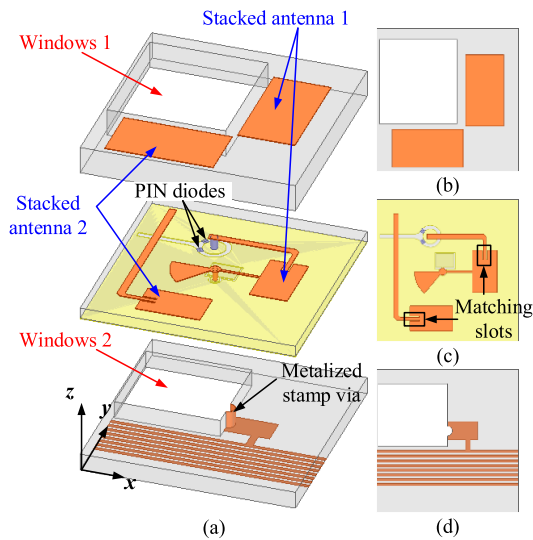 Stacked antenna 1
Windows 1
(b)
Stacked
antenna 2
PIN diodes
Matching
slots
(c)
Windows 2
Metalized
stamp via
z
y
x
(a)
(d)